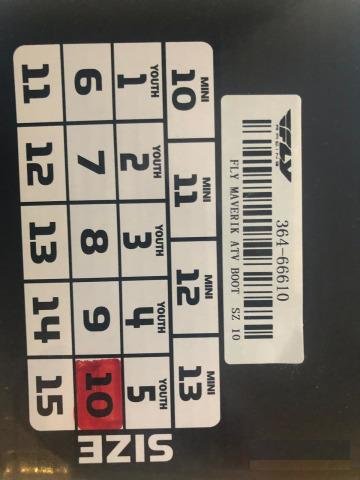 FLY
RACING
364-66610
FLY MAVERIK ATV BOOT SZ 10
MINI 10 MINI 11 MINI 12 MINI 13
YOUTH 1 YOUTH 2 YOUTH 3 YOUTH 4 YOUTH 5
6 7 8 9 10
11 12 13 14 15
SIZE